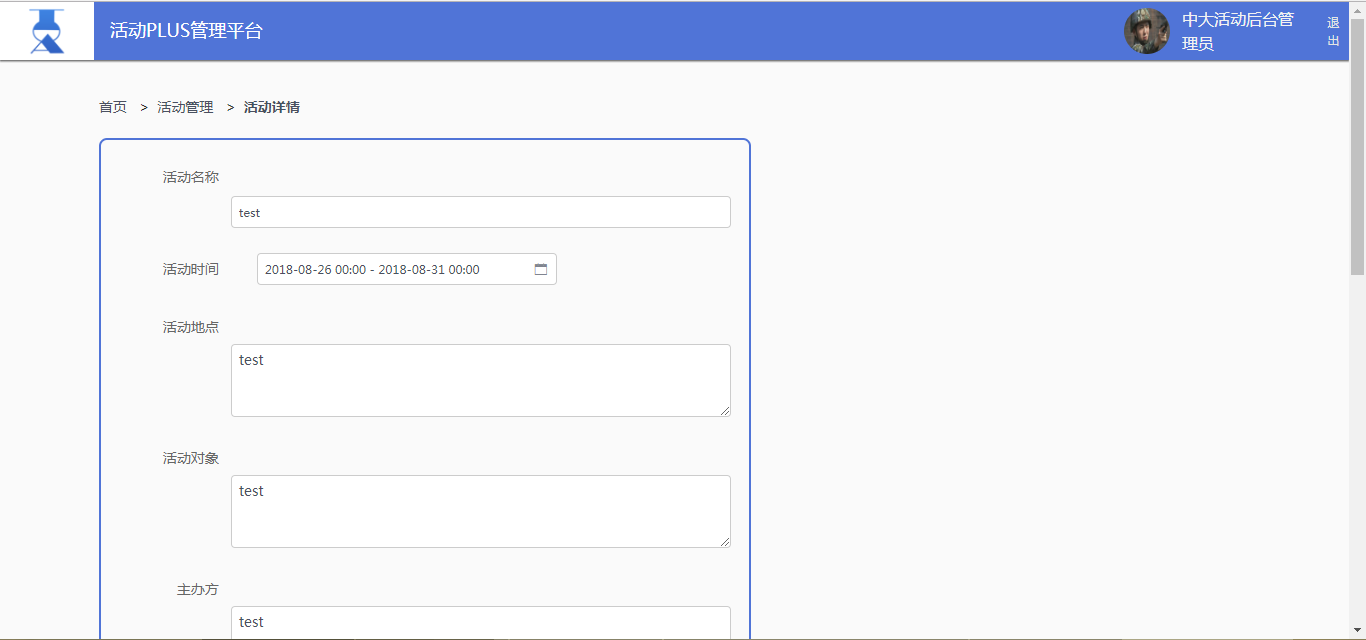 活动PLUS管理平台
中大活动后台管
理员
退
出
首页 > 活动管理 > 活动详情
活动名称
test
活动时间
2018-08-26 00:00 - 2018-08-31 00:00
活动地点
test
活动对象
test
主办方
test